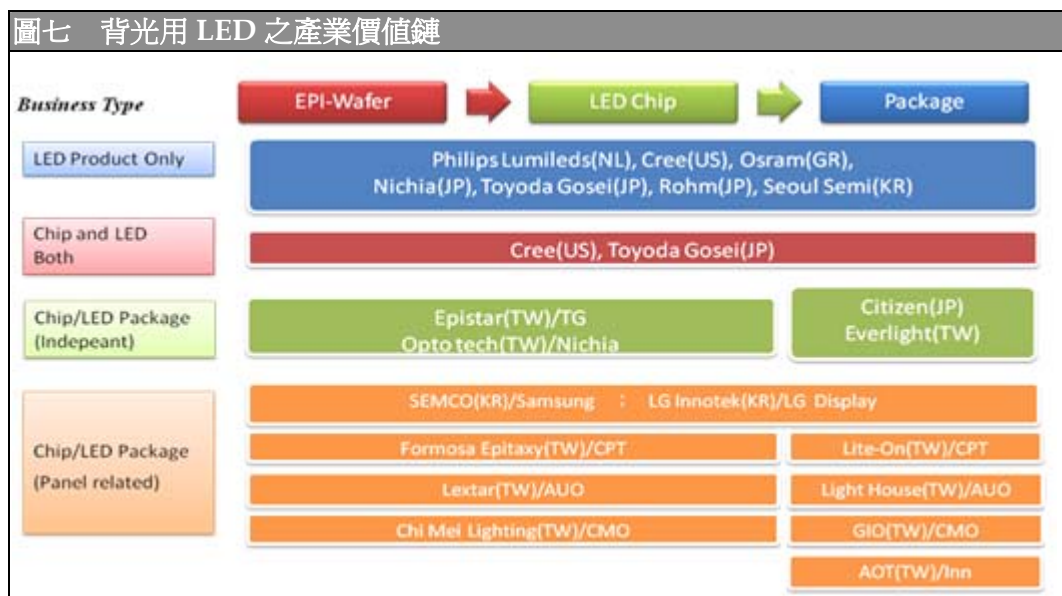 圖七 背光用 LED 之產業價值鏈
Business Type
EPI-Wafer
LED Chip
Package
LED Product Only
Philips Lumileds(NL), Cree(US), Osram(GR),
Nichia(JP), Toyoda Gosei(JP), Rohm(JP), Seoul Semi(KR)
Chip and LED
Both
Cree(US), Toyoda Gosei(JP)
Chip/LED Package
(Indepeant)
Epistar(TW)/TG
Opto tech(TW)/Nichia
Citizen(JP)
Everlight(TW)
Chip/LED Package
(Panel related)
SEMCO(KR)/Samsung : LG Innotek(KR)/LG Display
Formosa Epitaxy(TW)/CPT
Lite-On(TW)/CPT
Lextar(TW)/AUO
Light House(TW)/AUO
Chi Mei Lighting(TW)/CMO
GIO(TW)/CMO
AOT(TW)/Inn